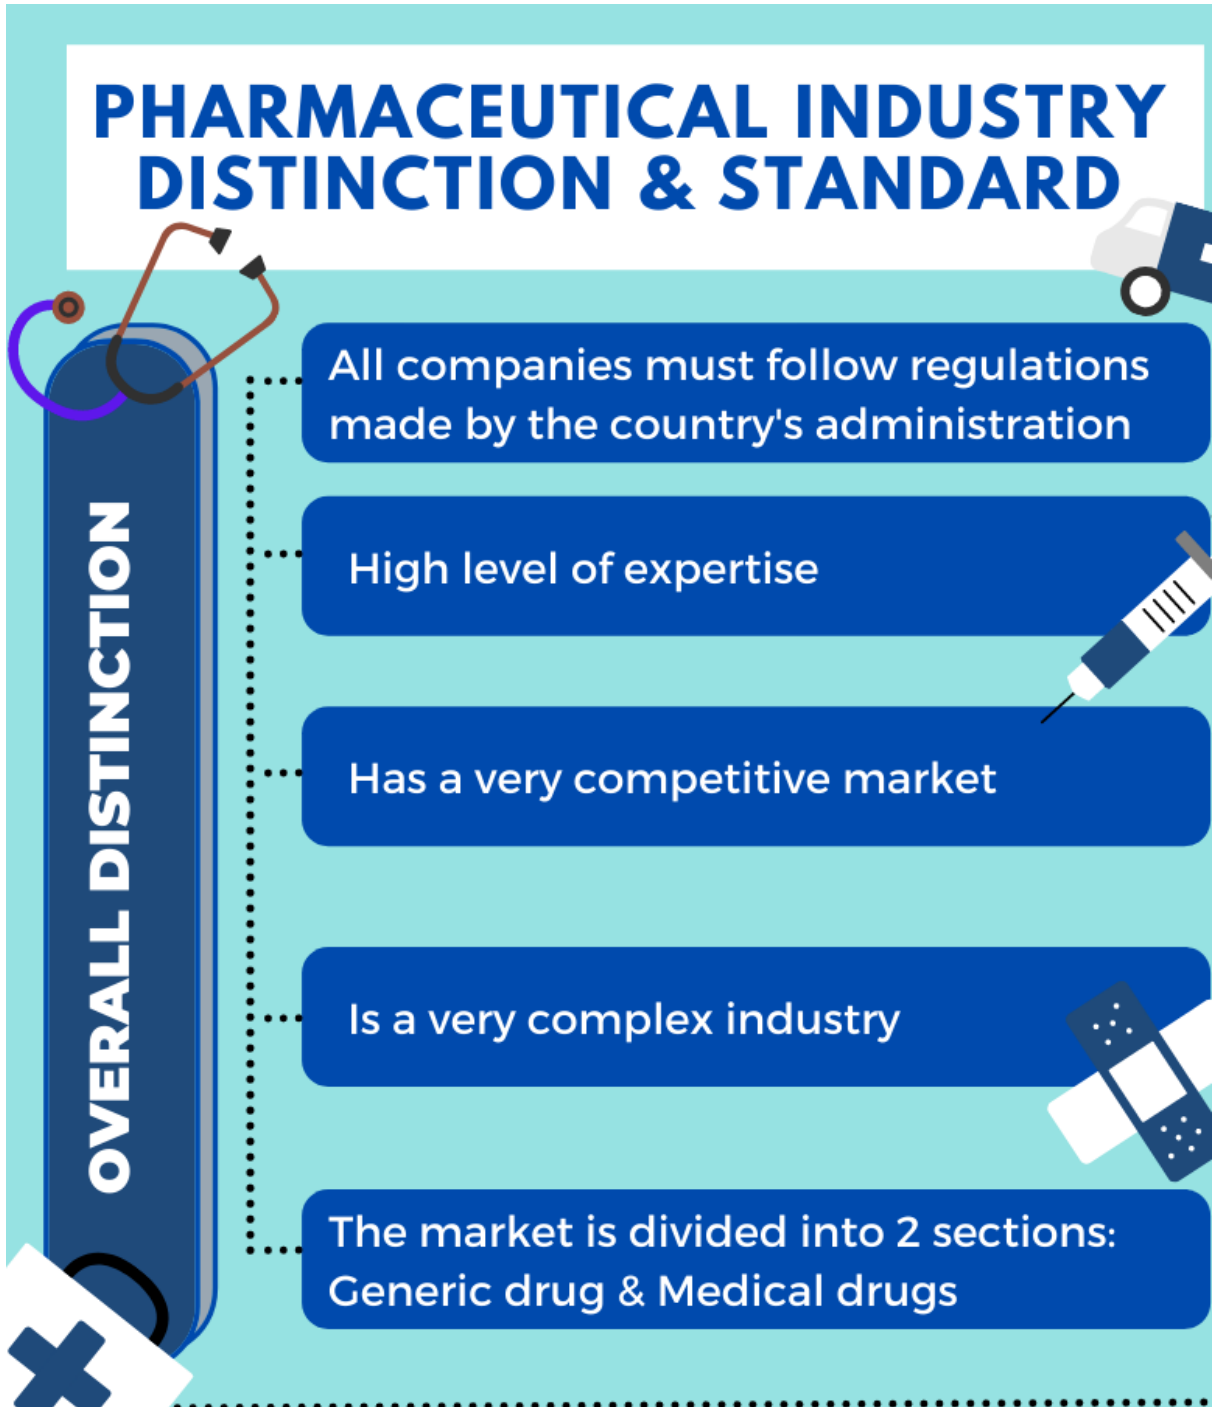 PHARMACEUTICAL INDUSTRY
DISTINCTION & STANDARD
OVERALL DISTINCTION
All companies must follow regulations
made by the country's administration
High level of expertise
Has a very competitive market
Is a very complex industry
The market is divided into 2 sections:
Generic drug & Medical drugs